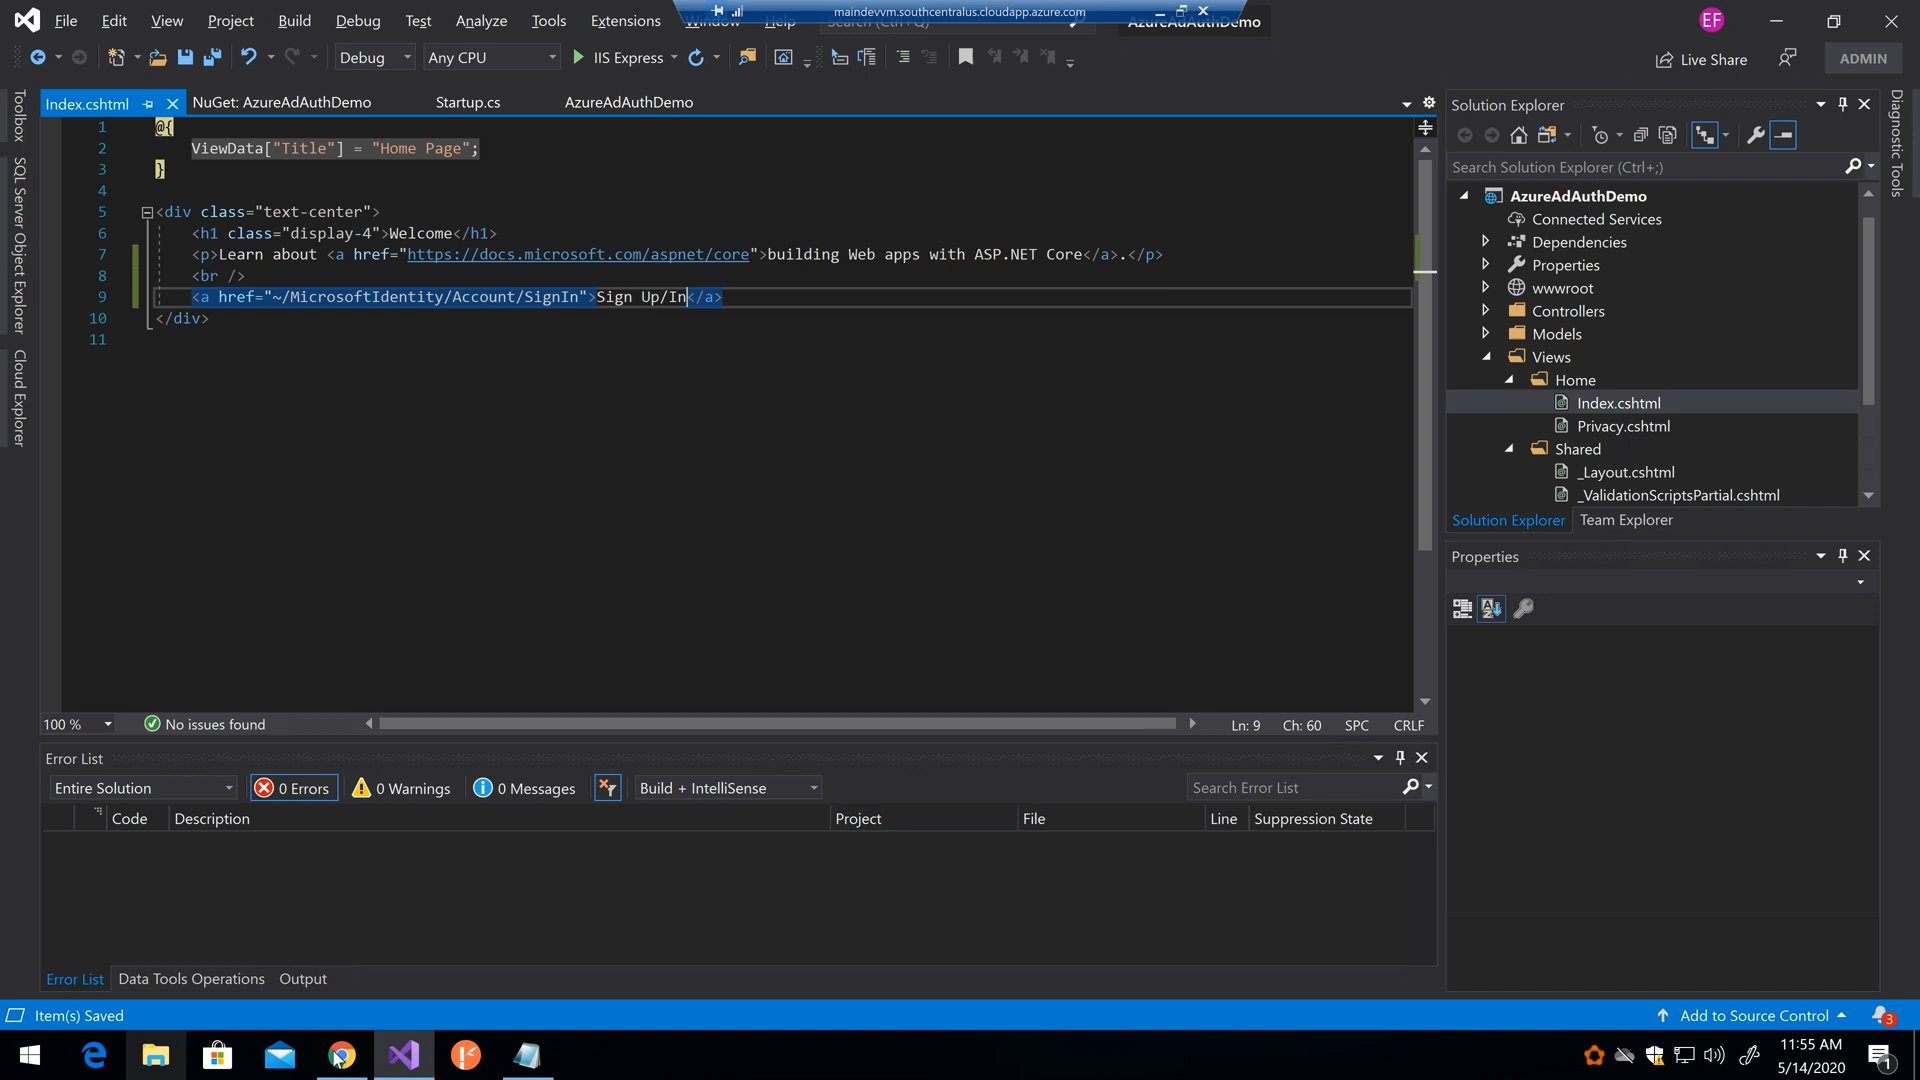 File Edit View Project Build Debug Test Analyze Tools Extensions Window Help
maindevvm.southcentralus.cloudapp.azure.com
AzureAdAuthDemo
EF
Debug Any CPU IIS Express
Live Share ADMIN
Toolbox
SQL Server Object Explorer
Cloud Explorer
Index.cshtml NuGet: AzureAdAuthDemo Startup.cs AzureAdAuthDemo
1 @{
2 ViewData["Title"] = "Home Page";
3 }
4
5 <div class="text-center">
6 <h1 class="display-4">Welcome</h1>
7 <p>Learn about <a href="https://docs.microsoft.com/aspnet/core">building Web apps with ASP.NET Core</a>.</p>
8 <br />
9 <a href="~/MicrosoftIdentity/Account/SignIn">Sign Up/In</a>
10 </div>
11
100 % No issues found Ln: 9 Ch: 60 SPC CRLF
Error List
Entire Solution 0 Errors 0 Warnings 0 Messages Build + IntelliSense Search Error List
Code Description Project File Line Suppression State
Error List Data Tools Operations Output
Solution Explorer
Search Solution Explorer (Ctrl+;)
AzureAdAuthDemo
Connected Services
Dependencies
Properties
wwwroot
Controllers
Models
Views
Home
Index.cshtml
Privacy.cshtml
Shared
_Layout.cshtml
_ValidationScriptsPartial.cshtml
Solution Explorer Team Explorer
Properties
Diagnostic Tools
Item(s) Saved Add to Source Control 3
11:55 AM
5/14/2020
1